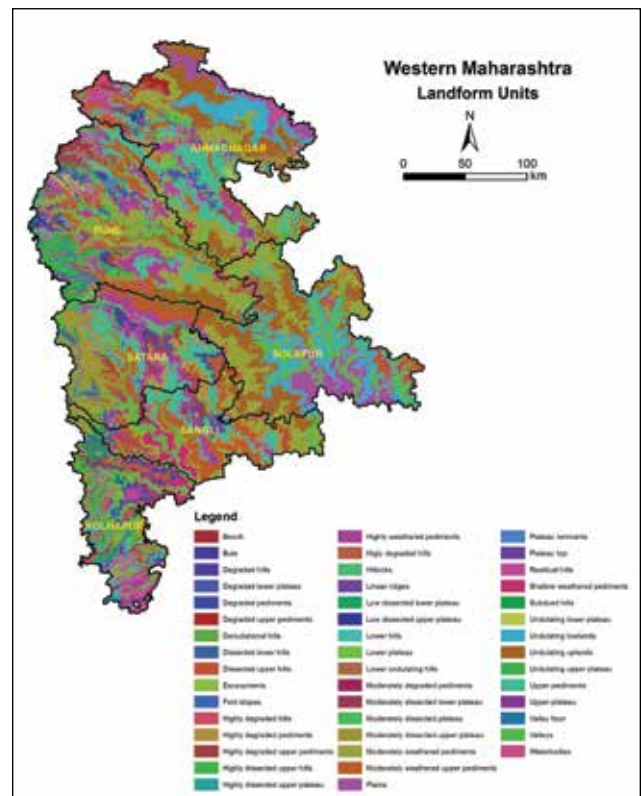 Western Maharashtra
Landform Units
N
0 50 100
km
AHMADNAGAR
PUNE
SATARA
SOLAPUR
SANGLI
KOLHAPUR
Legend
Bench
Bute
Degraded hills
Degraded lower plateau
Degraded pediments
Degraded upper pediments
Denudational hills
Dissected lower hills
Dissected upper hills
Escarpments
Foot slopes
Highly degraded hills
Highly degraded pediments
Highly degraded upper pediments
Highly dissected upper hills
Highly dissected upper plateau
Highly weathered pediments
Higly degraded hills
Hillocks
Linear ridges
Low dissected lower plateau
Low dissected upper plateau
Lower hills
Lower plateau
Lower undulating hills
Moderately degraded pediments
Moderately dissected lower plateau
Moderately dissected plateau
Moderately dissected upper plateau
Moderately weathered pediments
Moderately weathered upper pediments
Plains
Plateau remnants
Plateau top
Residual hills
Shallow weathered pediments
Subdued hills
Undulating lower plateau
Undulating lowlands
Undulating uplands
Undulating upper plateau
Upper pediments
Upper plateau
Valley floor
Valleys
Waterbodies